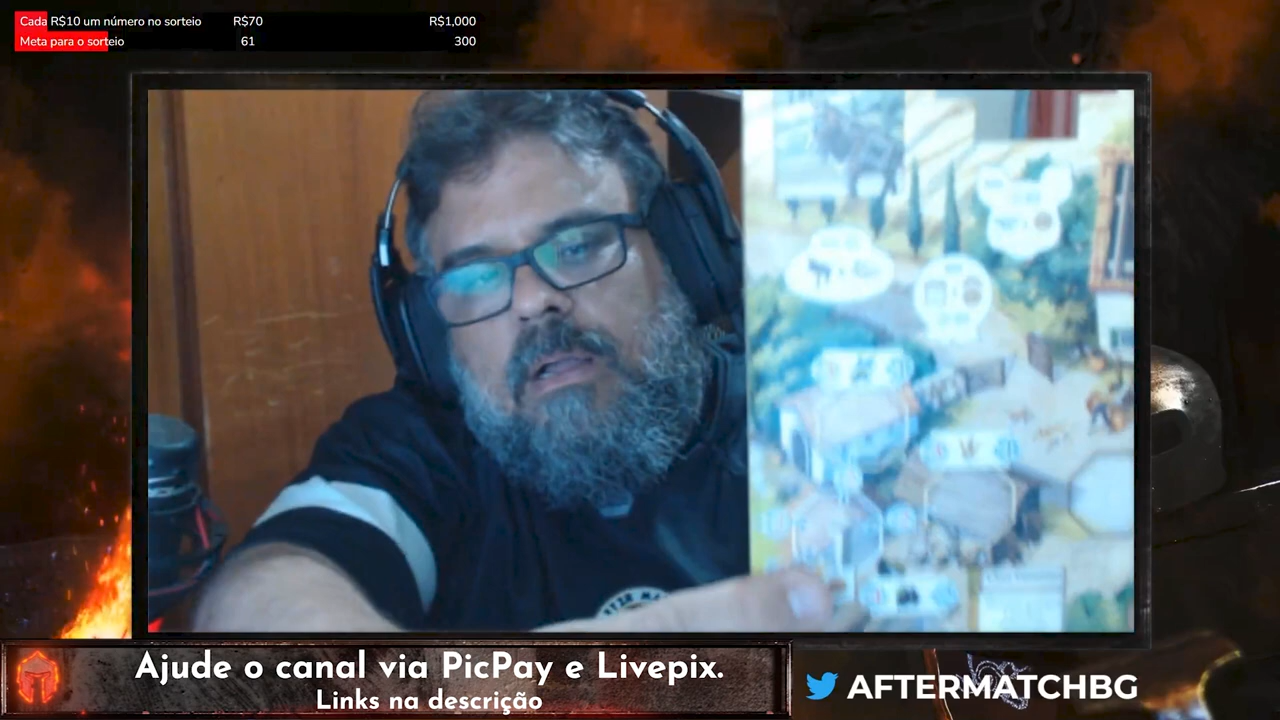 Cada R$10 um número no sorteio R$70 R$1,000
Meta para o sorteio 61 300
Ajude o canal via PicPay e Livepix.
Links na descrição
AFTERMATCHBG